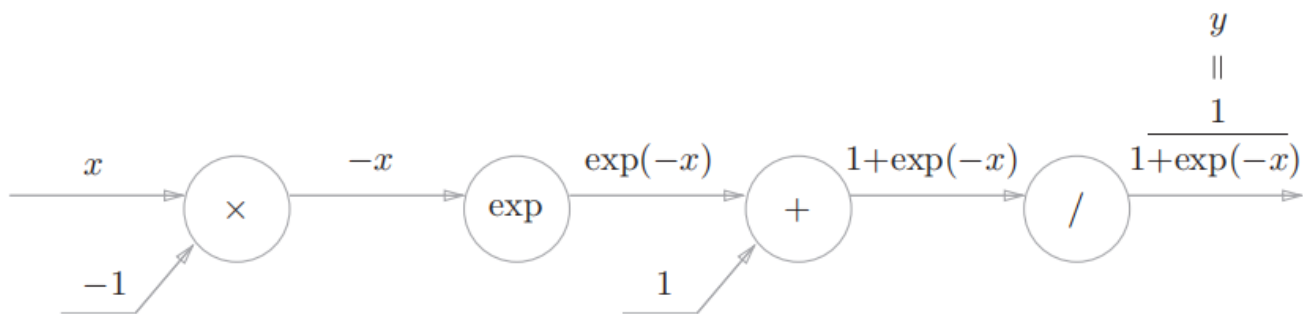 y
=
1
x
−x
exp(−x)
1+exp(−x)
1+exp(−x)
×
exp
+
/
−1
1